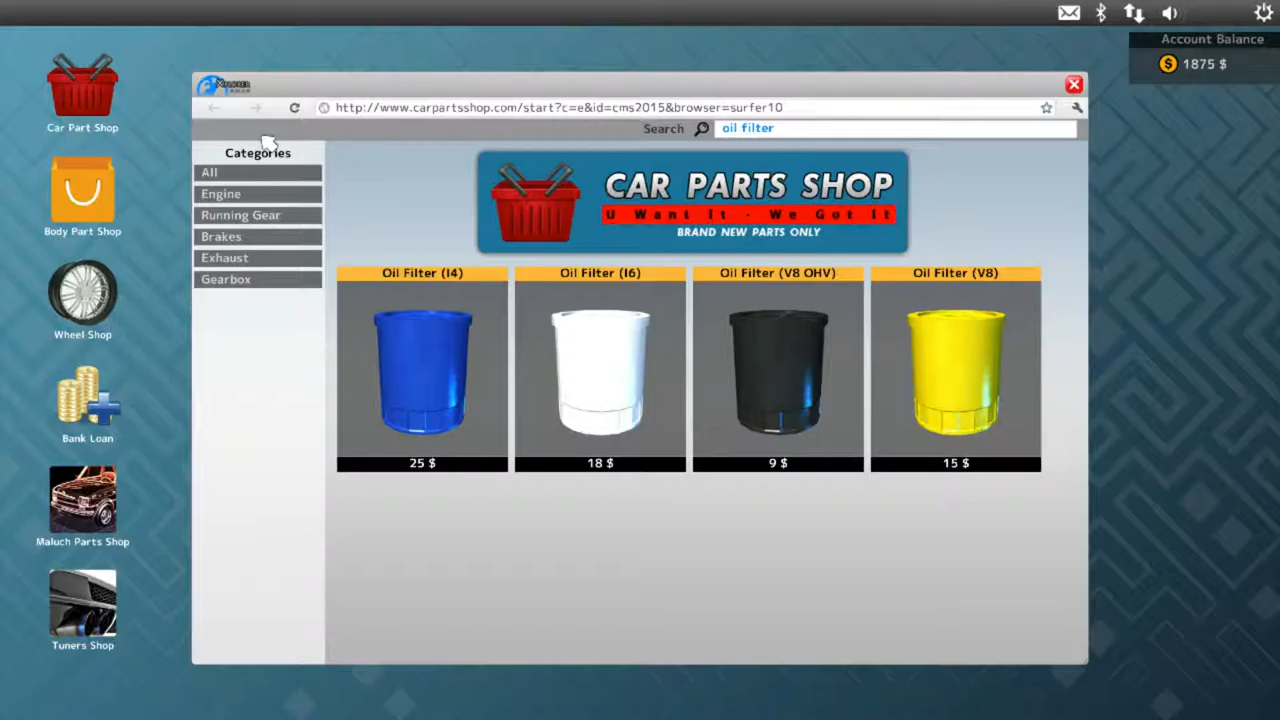 Account Balance
1875 $
Car Part Shop
Body Part Shop
Wheel Shop
Bank Loan
Maluch Parts Shop
Tuners Shop
http://www.carpartsshop.com/start?c=e&id=cms2015&browser=surfer10
Search oil filter
Categories
All
Engine
Running Gear
Brakes
Exhaust
Gearbox
CAR PARTS SHOP
U Want It - We Got It
BRAND NEW PARTS ONLY
Oil Filter (I4) Oil Filter (I6) Oil Filter (V8 OHV) Oil Filter (V8)
25 $ 18 $ 9 $ 15 $